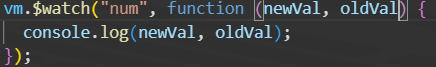 vm.$watch("num", function (newVal, oldVal) {
  console.log(newVal, oldVal);
});